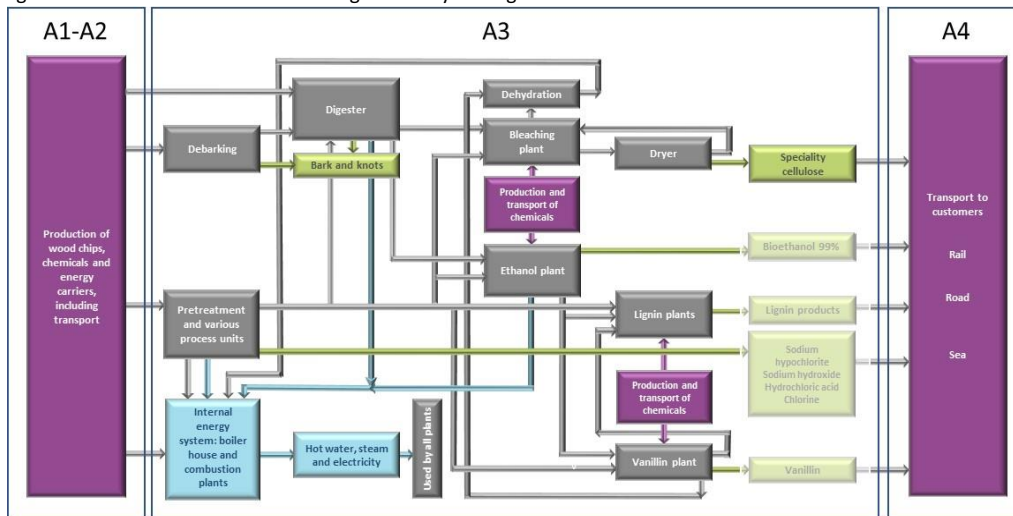 A1-A2
A3
A4
Production of
wood chips,
chemicals and
energy
carriers,
including
transport
Debarking
Digester
Bark and knots
Dehydration
Bleaching
plant
Dryer
Speciality
cellulose
Production and
transport of
chemicals
Ethanol plant
Bioethanol 99%
Pretreatment
and various
process units
Lignin plants
Lignin products
Sodium
hypochlorite
Sodium hydroxide
Hydrochloric acid
Chlorine
Production and
transport of
chemicals
Internal
energy
system: boiler
house and
combustion
plants
Hot water, steam
and electricity
Used by all plants
Vanillin plant
Vanillin
Transport to
customers
Rail
Road
Sea